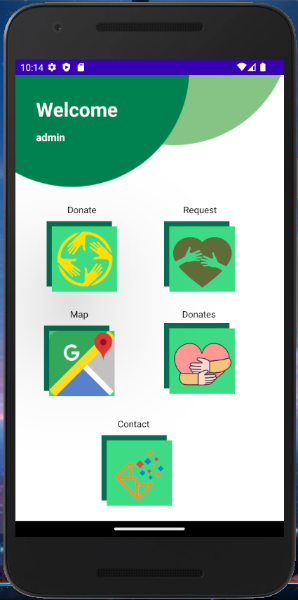 10:14
Welcome
admin
Donate
Request
Map
Donates
G
Contact